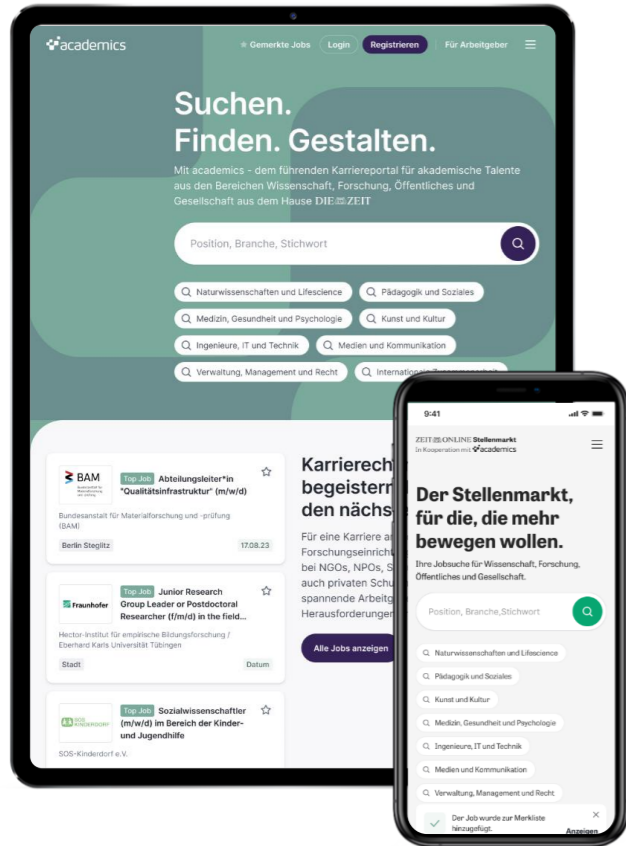 academics
★ Gemerkte Jobs Login Registrieren Für Arbeitgeber
Suchen.
Finden. Gestalten.
Mit academics - dem führenden Karriereportal für akademische Talente
aus den Bereichen Wissenschaft, Forschung, Öffentliches und
Gesellschaft aus dem Hause DIE ZEIT
Position, Branche, Stichwort
Naturwissenschaften und Lifescience Pädagogik und Soziales
Medizin, Gesundheit und Psychologie Kunst und Kultur
Ingenieure, IT und Technik Medien und Kommunikation
Verwaltung, Management und Recht
BAM
Top Job Abteilungsleiter*in
"Qualitätsinfrastruktur" (m/w/d)
Bundesanstalt für Materialforschung und -prüfung
(BAM)
Berlin Steglitz 17.08.23
Fraunhofer
Top Job Junior Research
Group Leader or Postdoctoral
Researcher (f/m/d) in the field...
Hector-Institut für empirische Bildungsforschung /
Eberhard Karls Universität Tübingen
Stadt Datum
SOS
KINDERDORF
Top Job Sozialwissenschaftler
(m/w/d) im Bereich der Kinder-
und Jugendhilfe
SOS-Kinderdorf e.V.
Karrierech
begeistern
den nächs
Für eine Karriere a
Forschungseinrich
bei NGOs, NPOs, S
auch privaten Schu
spannende Arbeitg
Herausforderungen
Alle Jobs anzeigen
9:41
ZEIT ONLINE Stellenmarkt
In Kooperation mit academics
Der Stellenmarkt,
für die, die mehr
bewegen wollen.
Ihre Jobsuche für Wissenschaft, Forschung,
Öffentliches und Gesellschaft.
Position, Branche,Stichwort
Naturwissenschaften und Lifescience
Pädagogik und Soziales
Kunst und Kultur
Medizin, Gesundheit und Psychologie
Ingenieure, IT und Technik
Medien und Kommunikation
Verwaltung, Management und Recht
Der Job wurde zur Merkliste
hinzugefügt.
Anzeigen